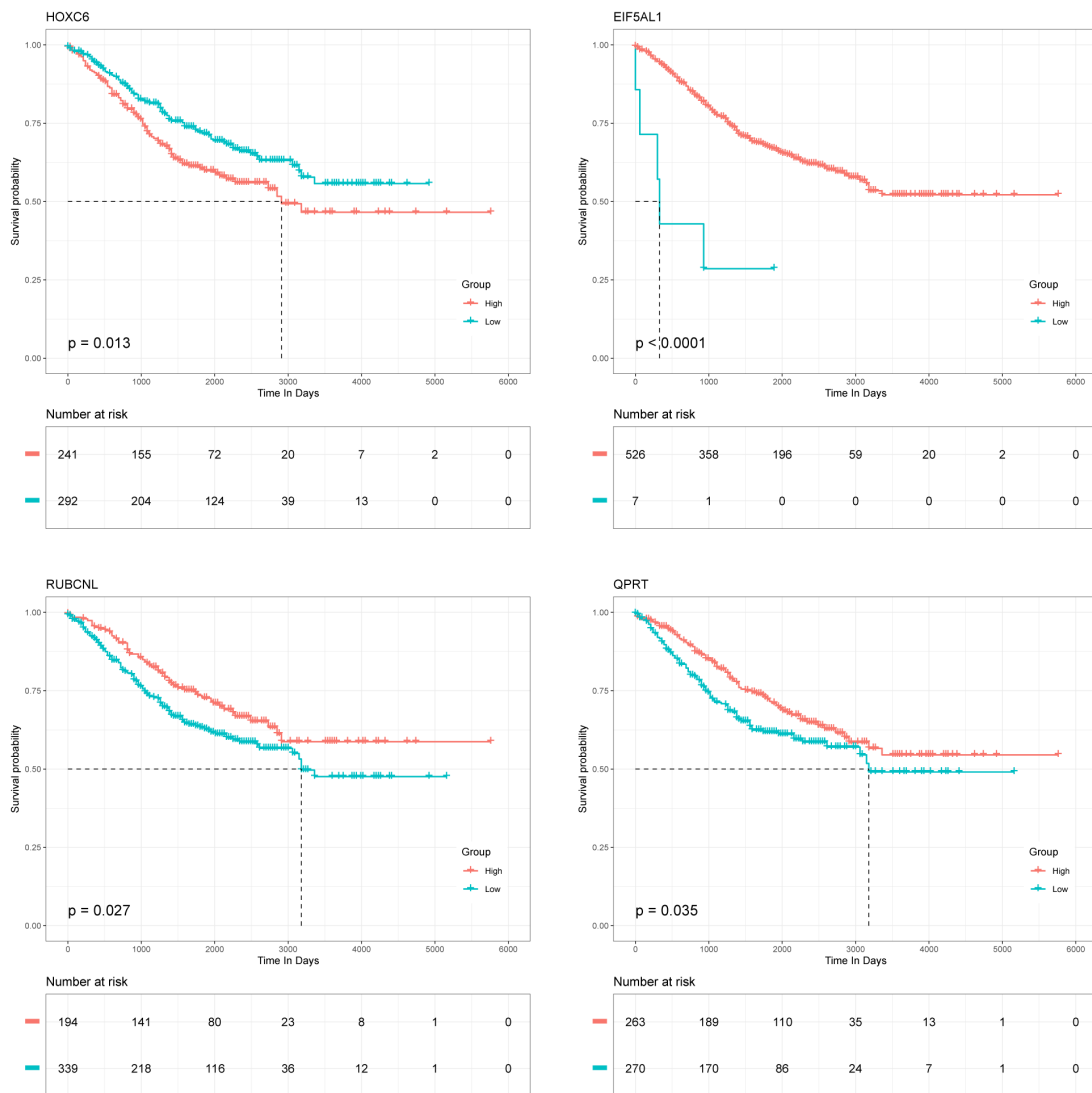 HOXC6
1.00
0.75
0.50
0.25
0.00
Survival probability
p = 0.013
Group
High
Low
0 1000 2000 3000 4000 5000 6000
Time In Days
Number at risk
241 155 72 20 7 2 0
292 204 124 39 13 0 0
EIF5AL1
1.00
0.75
0.50
0.25
0.00
Survival probability
p < 0.0001
Group
High
Low
0 1000 2000 3000 4000 5000 6000
Time In Days
Number at risk
526 358 196 59 20 2 0
7 1 0 0 0 0 0
RUBCNL
1.00
0.75
0.50
0.25
0.00
Survival probability
p = 0.027
Group
High
Low
0 1000 2000 3000 4000 5000 6000
Time In Days
Number at risk
194 141 80 23 8 1 0
339 218 116 36 12 1 0
QPRT
1.00
0.75
0.50
0.25
0.00
Survival probability
p = 0.035
Group
High
Low
0 1000 2000 3000 4000 5000 6000
Time In Days
Number at risk
263 189 110 35 13 1 0
270 170 86 24 7 1 0